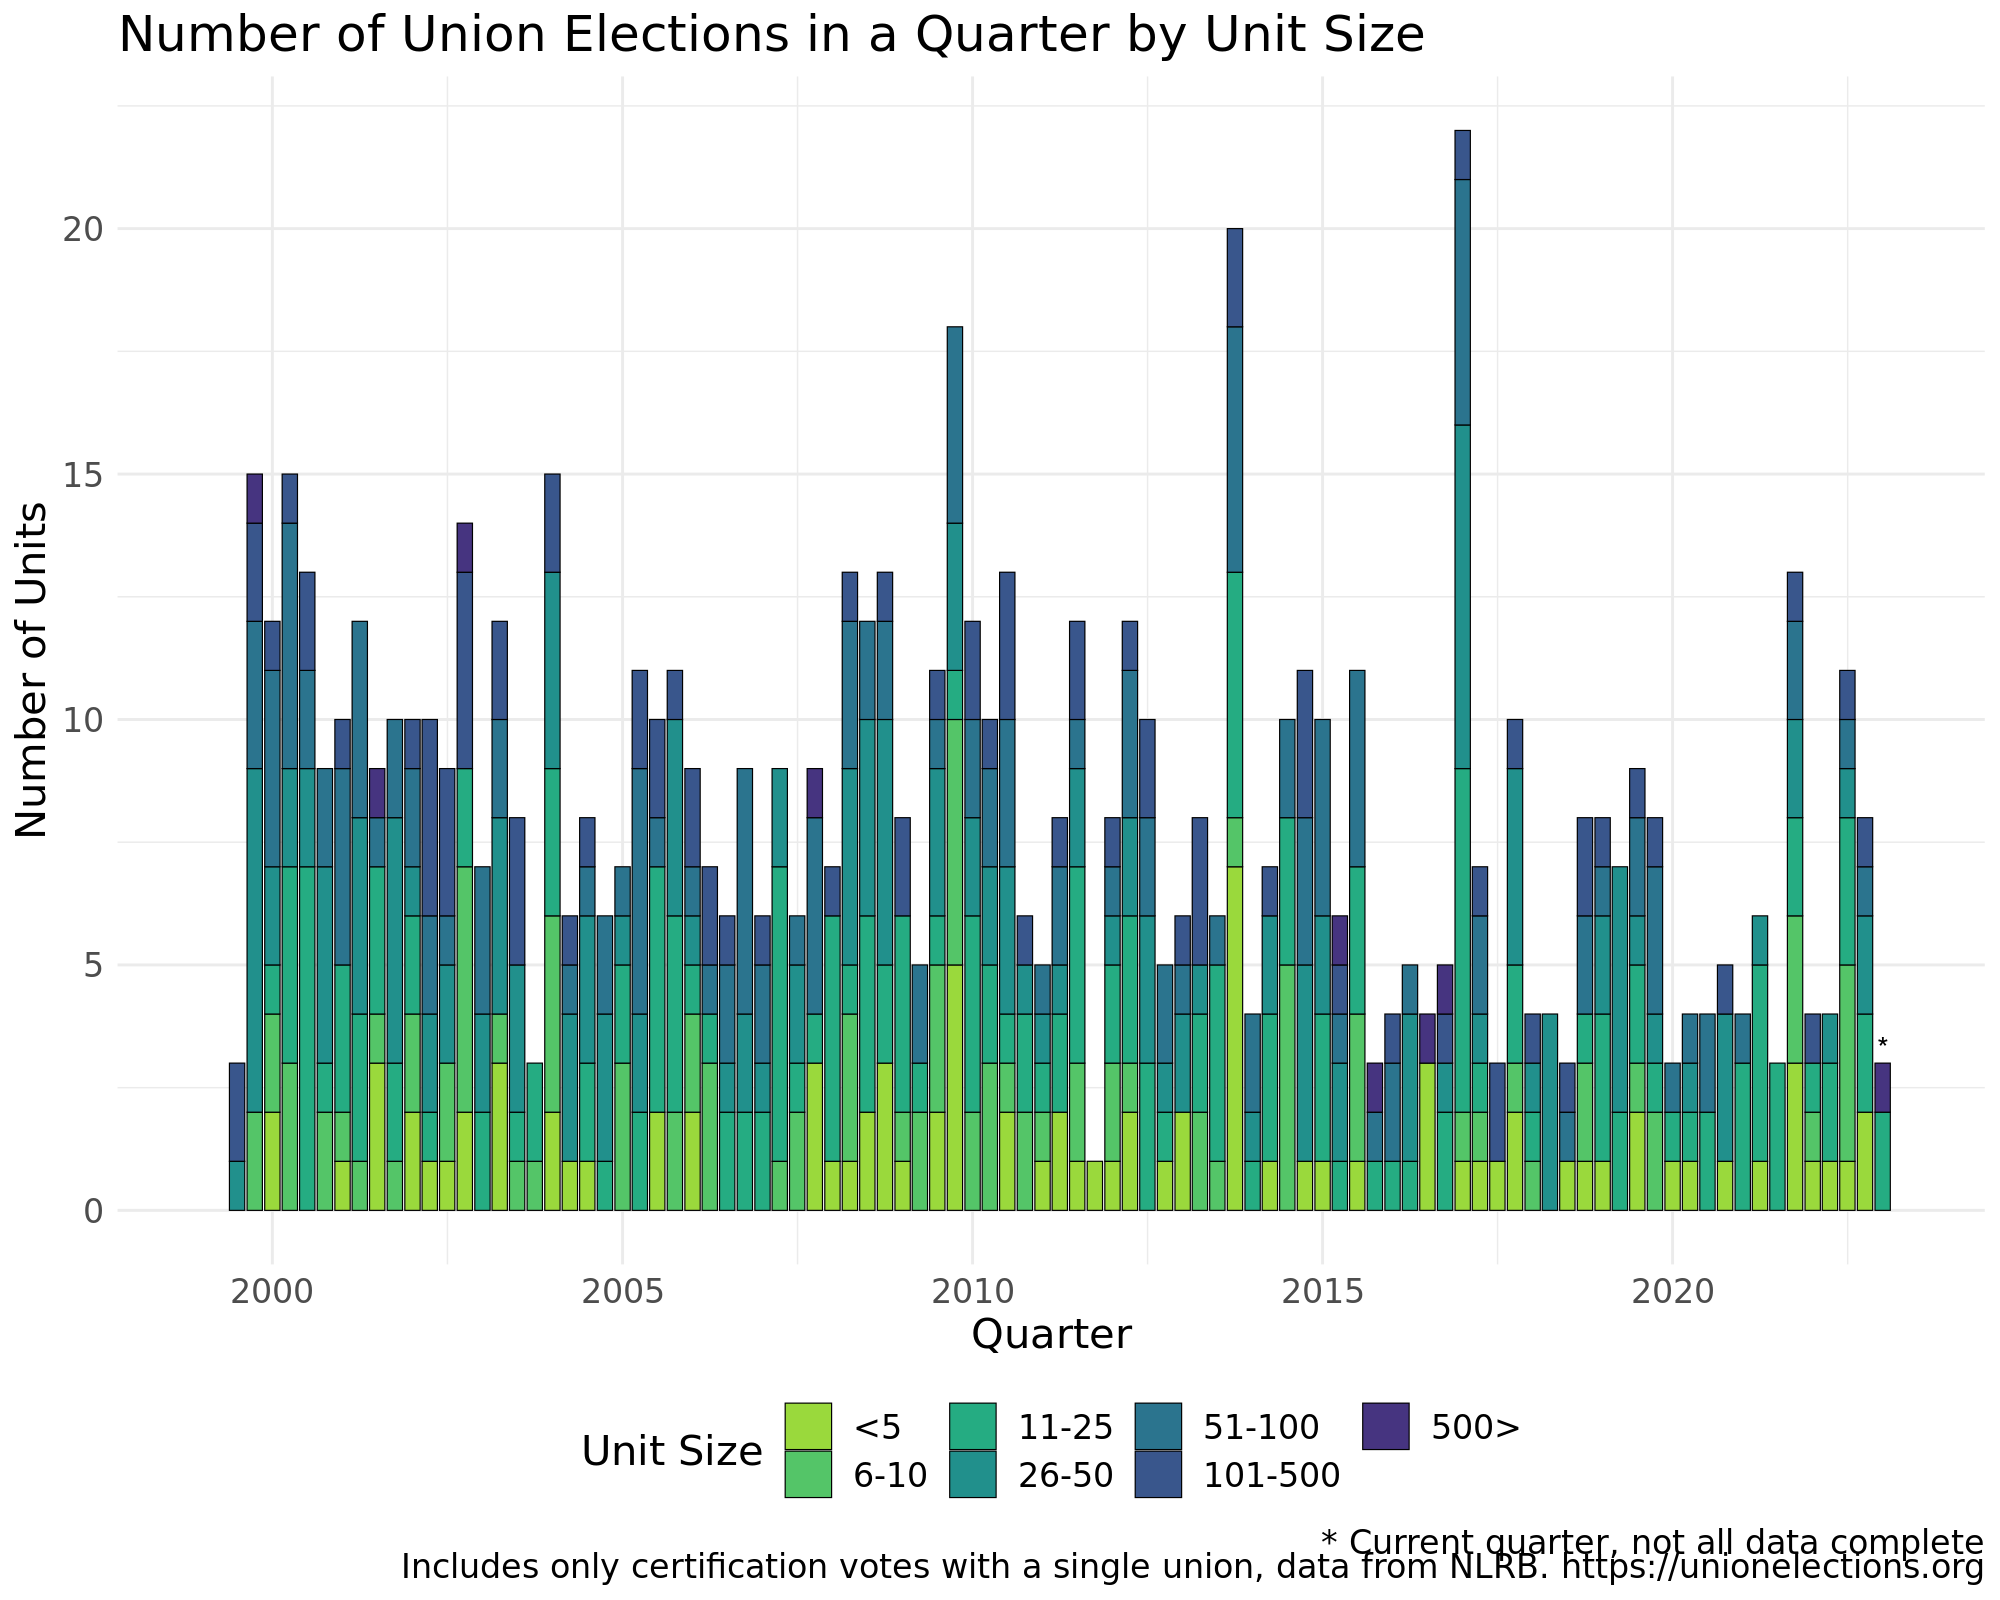 Number of Union Elections in a Quarter by Unit Size
Number of Units
20
15
10
5
0
*
2000 2005 2010 2015 2020
Quarter
Unit Size
<5 11-25 51-100 500>
6-10 26-50 101-500
* Current quarter, not all data complete
Includes only certification votes with a single union, data from NLRB. https://unionelections.org